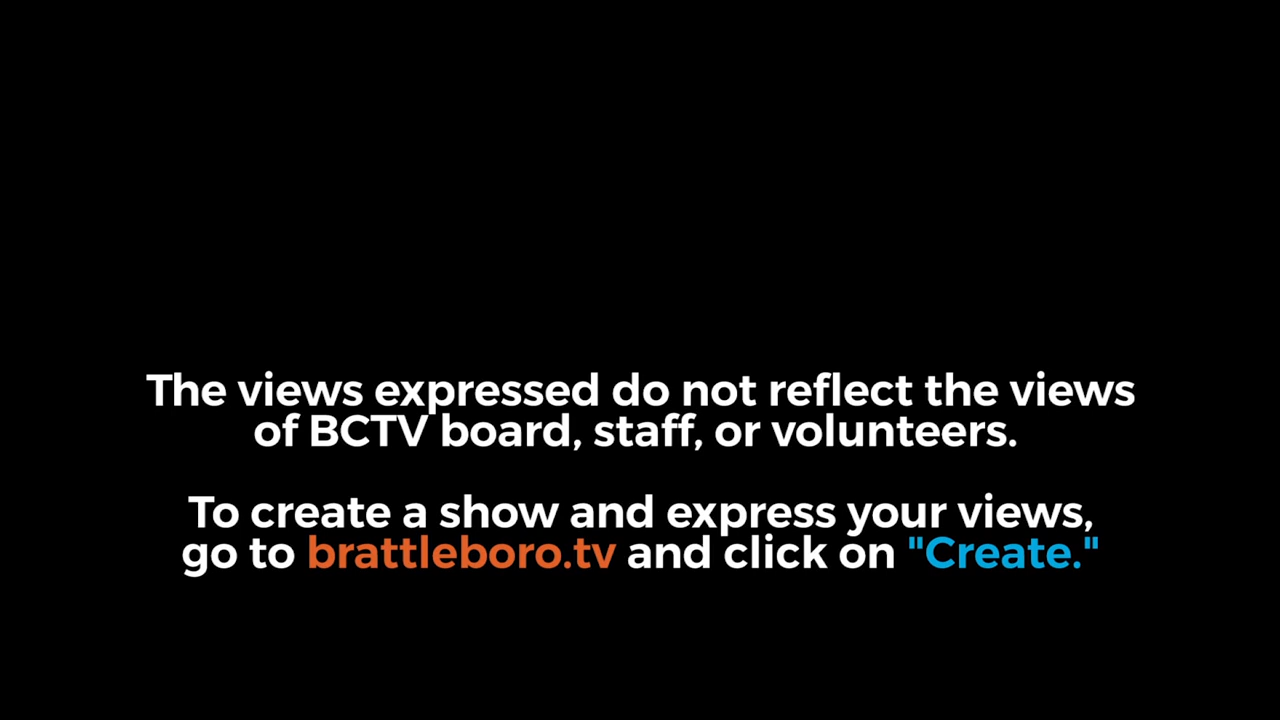 The views expressed do not reflect the views
of BCTV board, staff, or volunteers.
To create a show and express your views,
go to brattleboro.tv and click on "Create."